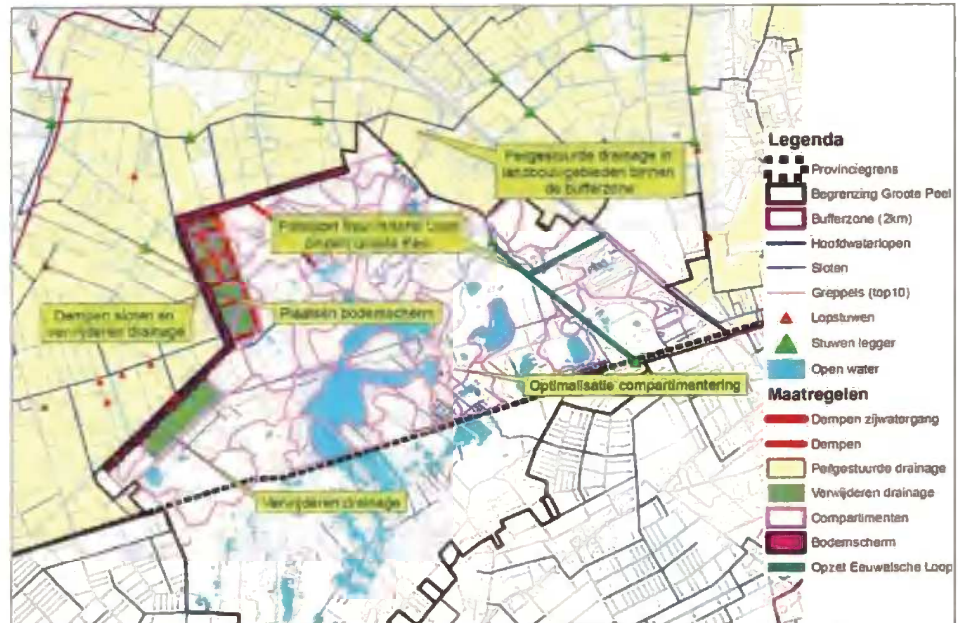 Peilgestuurde drainage in
landbouwgebieden binnen
de bufferzone
Dempen sloten en
verwijderen drainage
Plaatsen bodemscherm
Optimalisatie compartimentering
Verwijderen drainage
Legenda
Provinciegrens
Begrenzing Groote Peel
Bufferzone (2km)
Hoofdwaterlopen
Sloten
Greppels (top10)
Lopstuwen
Stuwen legger
Open water
Maatregelen
Dempen zijwatergang
Dempen
Peilgestuurde drainage
Verwijderen drainage
Compartimenten
Bodemscherm
Opzet Eeuwelsche Loop